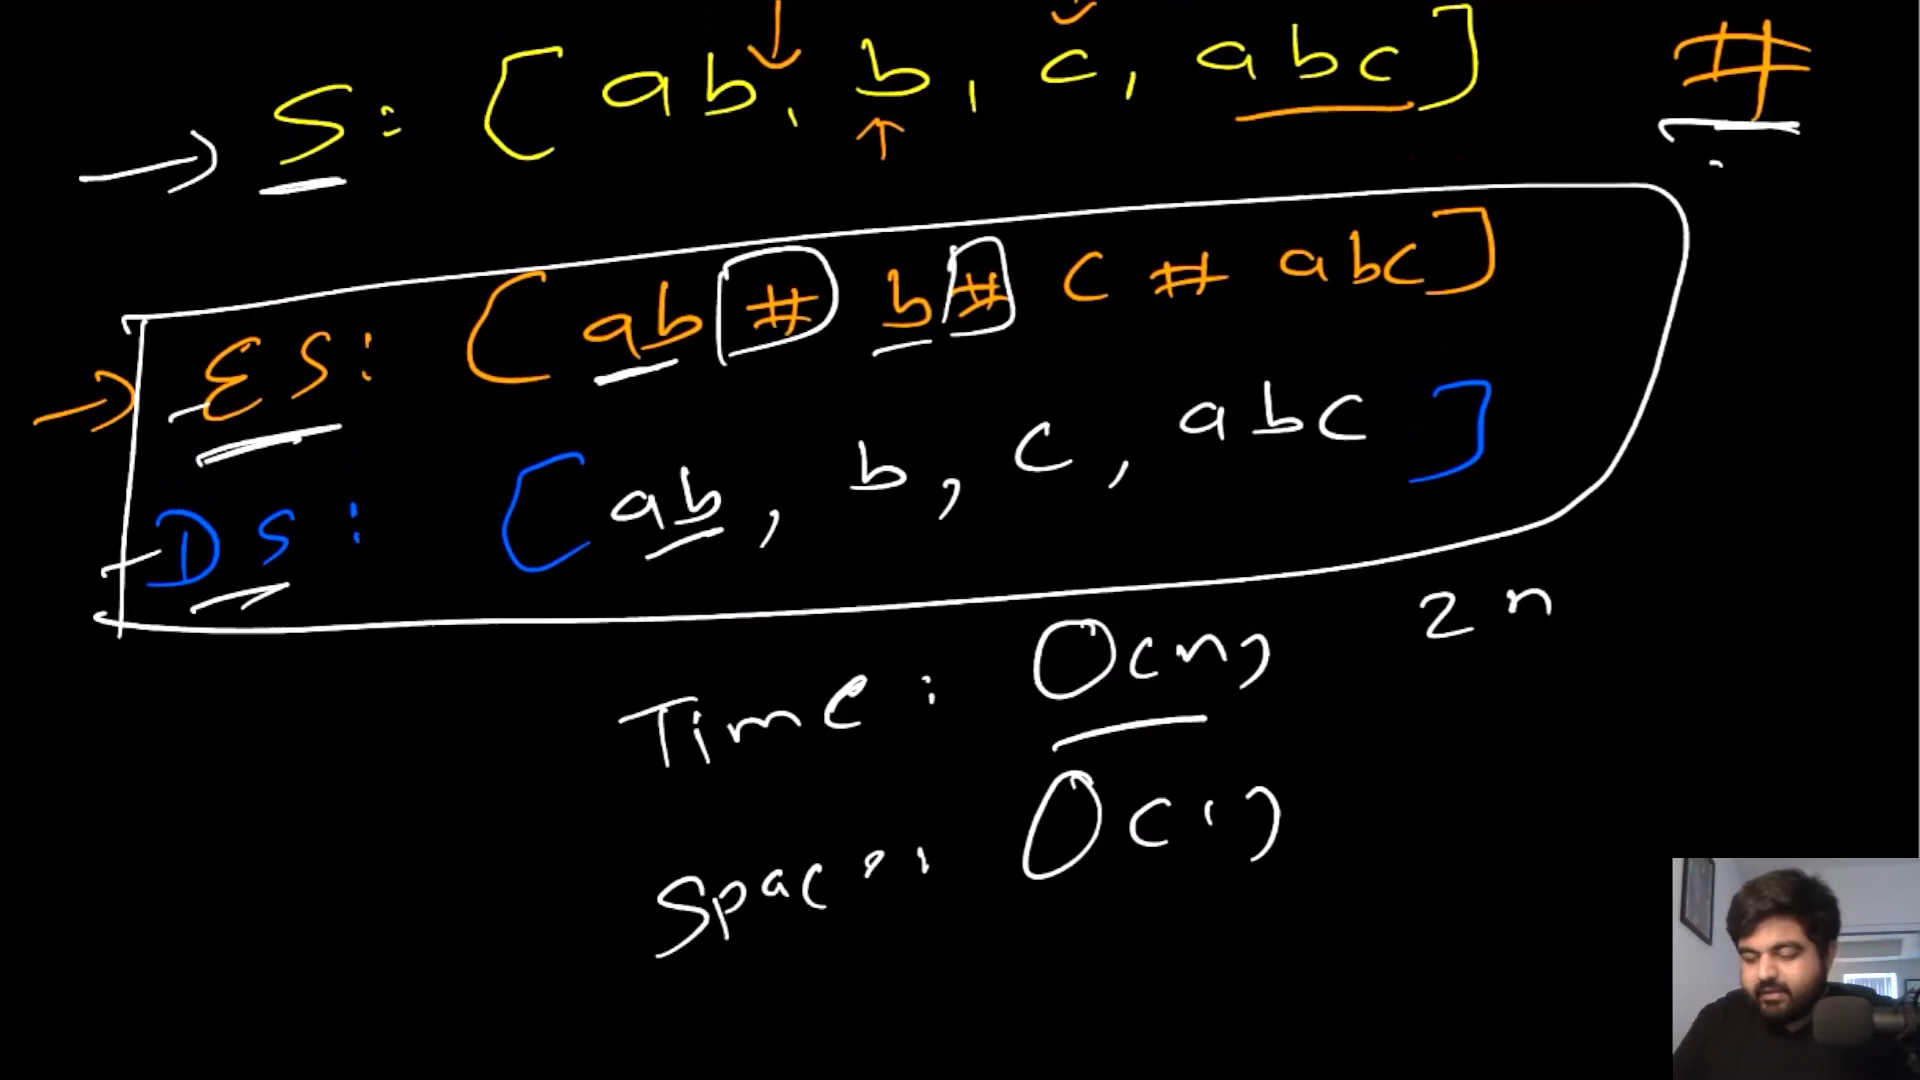 S: [ab, b, c, abc] #
ES: [ab # b # c # abc]
DS: [ab, b, c, abc]
2n
Time: O(n)
Space: O(1)